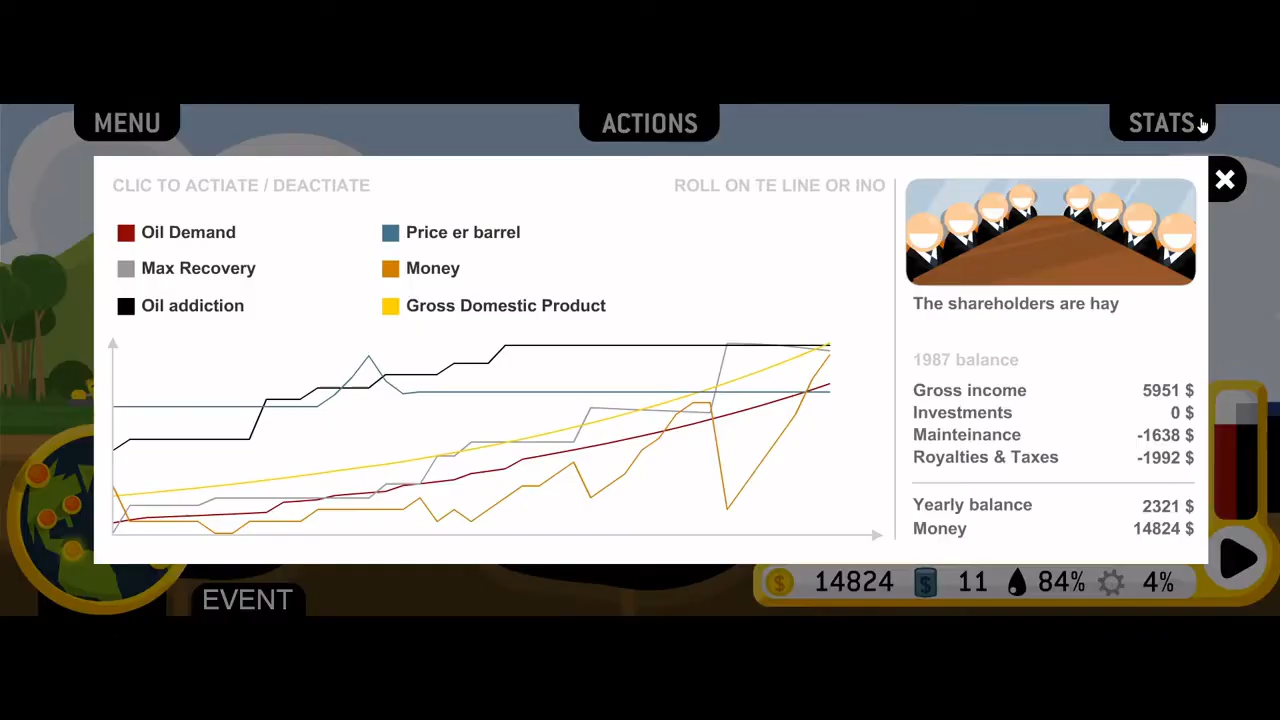 MENU
ACTIONS
STATS
CLIC TO ACTIATE / DEACTIATE
ROLL ON TE LINE OR INO
Oil Demand
Price er barrel
Max Recovery
Money
Oil addiction
Gross Domestic Product
The shareholders are hay
1987 balance
Gross income 5951 $
Investments 0 $
Mainteinance -1638 $
Royalties & Taxes -1992 $
Yearly balance 2321 $
Money 14824 $
$ 14824 $ 11 84% 4%
EVENT